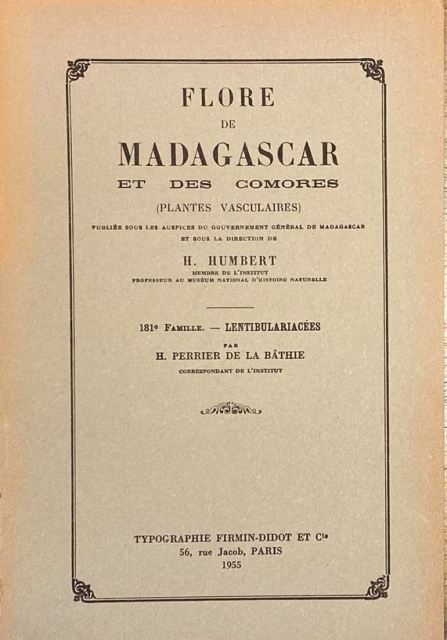 FLORE
DE
MADAGASCAR
ET DES COMORES
(PLANTES VASCULAIRES)
PUBLIÉE SOUS LES AUSPICES DU GOUVERNEMENT GÉNÉRAL DE MADAGASCAR
ET SOUS LA DIRECTION DE
H. HUMBERT
MEMBRE DE L'INSTITUT
PROFESSEUR AU MUSÉUM NATIONAL D'HISTOIRE NATURELLE
181e FAMILLE. — LENTIBULARIACÉES
PAR
H. PERRIER DE LA BÂTHIE
CORRESPONDANT DE L'INSTITUT
TYPOGRAPHIE FIRMIN-DIDOT ET Cie
56, rue Jacob, PARIS
1955